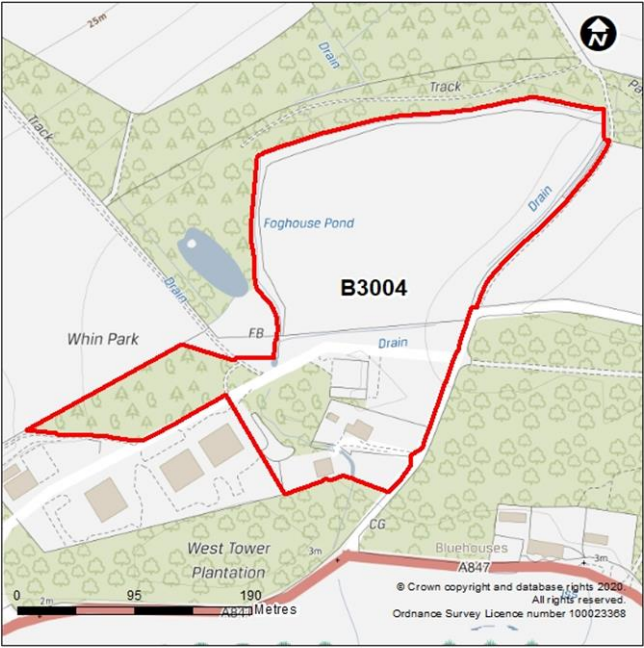 25m
N
Drain
Track
Track
Foghouse Pond
Drain
B3004
Drain
FB
Drain
Whin Park
West Tower
Plantation
CG
3m
Bluehouses
A847
3m
0 95 190
Metres
2m
A847
© Crown copyright and database rights 2020.
All rights reserved.
Ordnance Survey Licence number 100023368